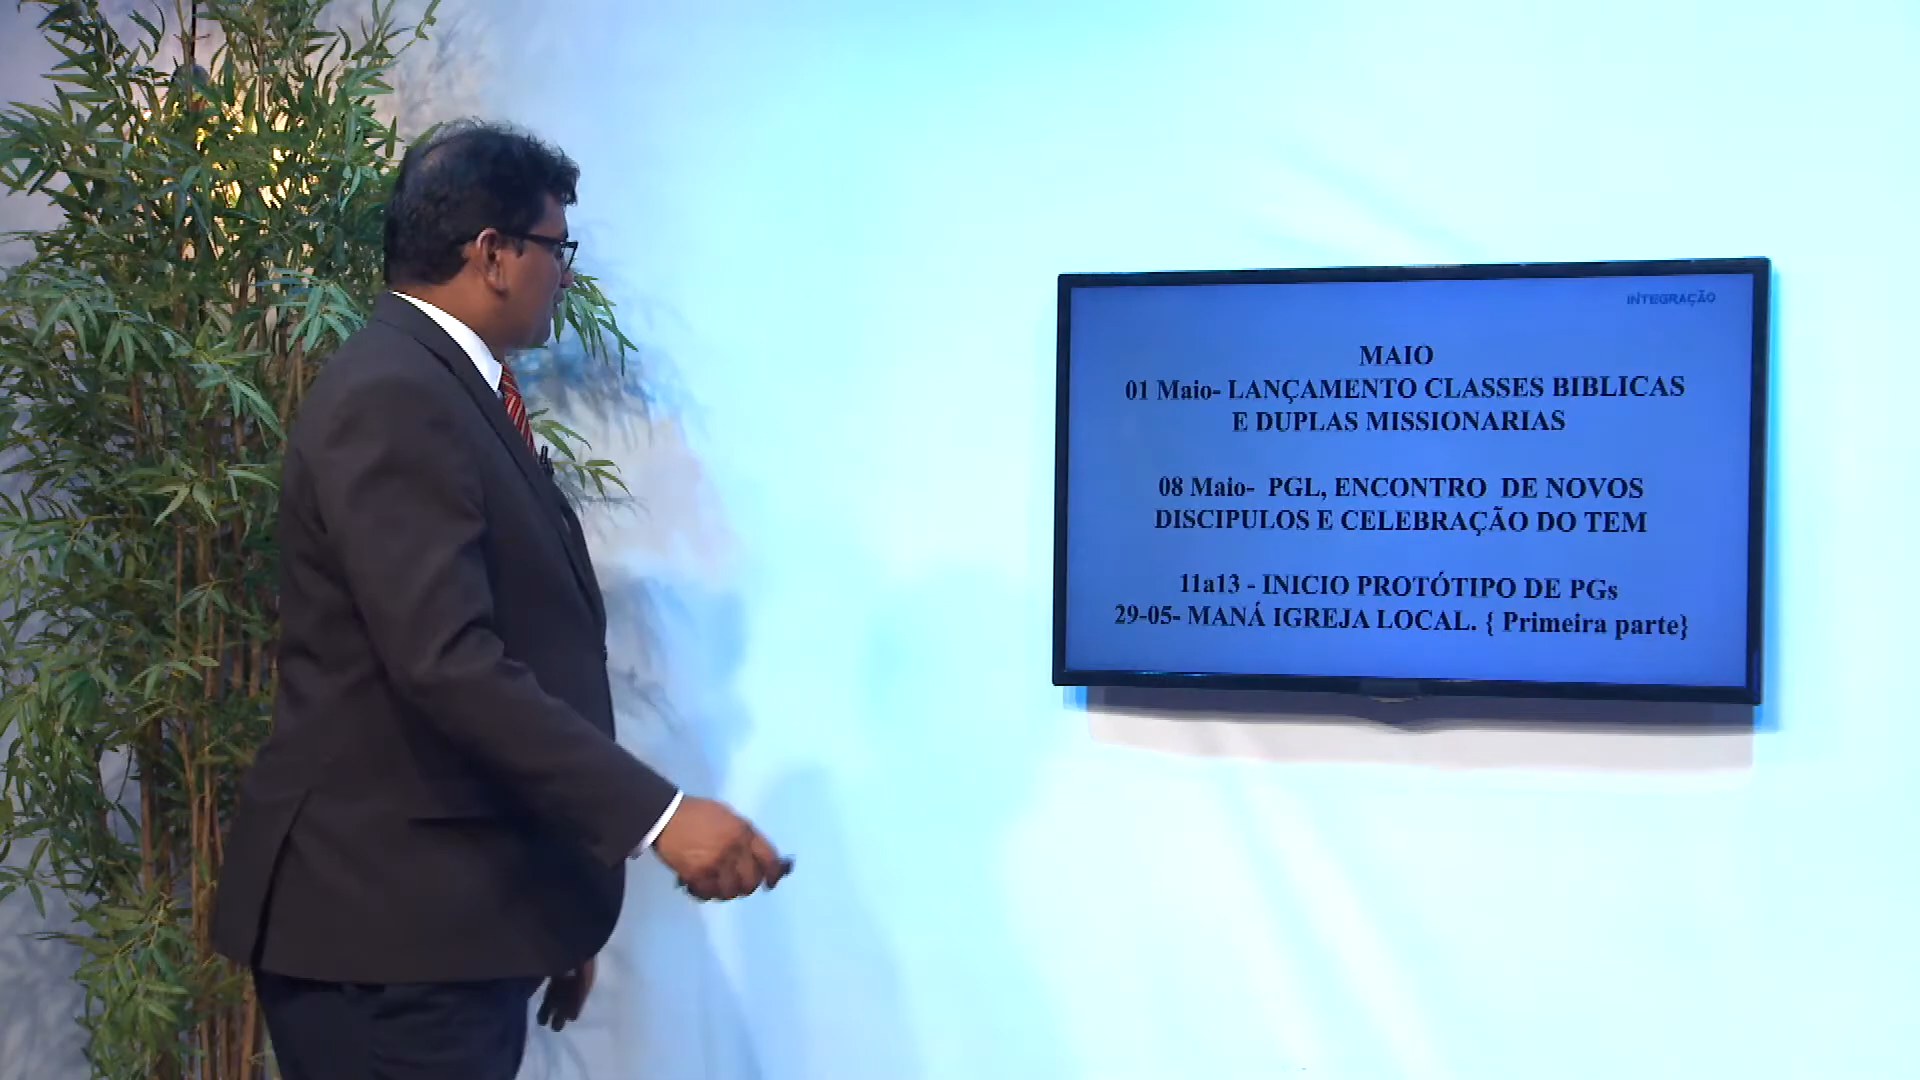 INTEGRAÇÃO
MAIO
01 Maio- LANÇAMENTO CLASSES BIBLICAS
E DUPLAS MISSIONARIAS
08 Maio- PGL, ENCONTRO DE NOVOS
DISCIPULOS E CELEBRAÇÃO DO TEM
11a13 - INICIO PROTÓTIPO DE PGs
29-05- MANÁ IGREJA LOCAL. { Primeira parte}